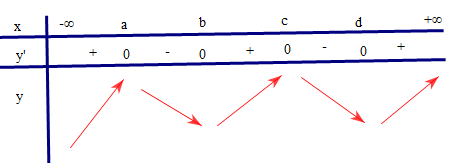 x -∞ a b c d +∞
y' + 0 - 0 + 0 - 0 +
y